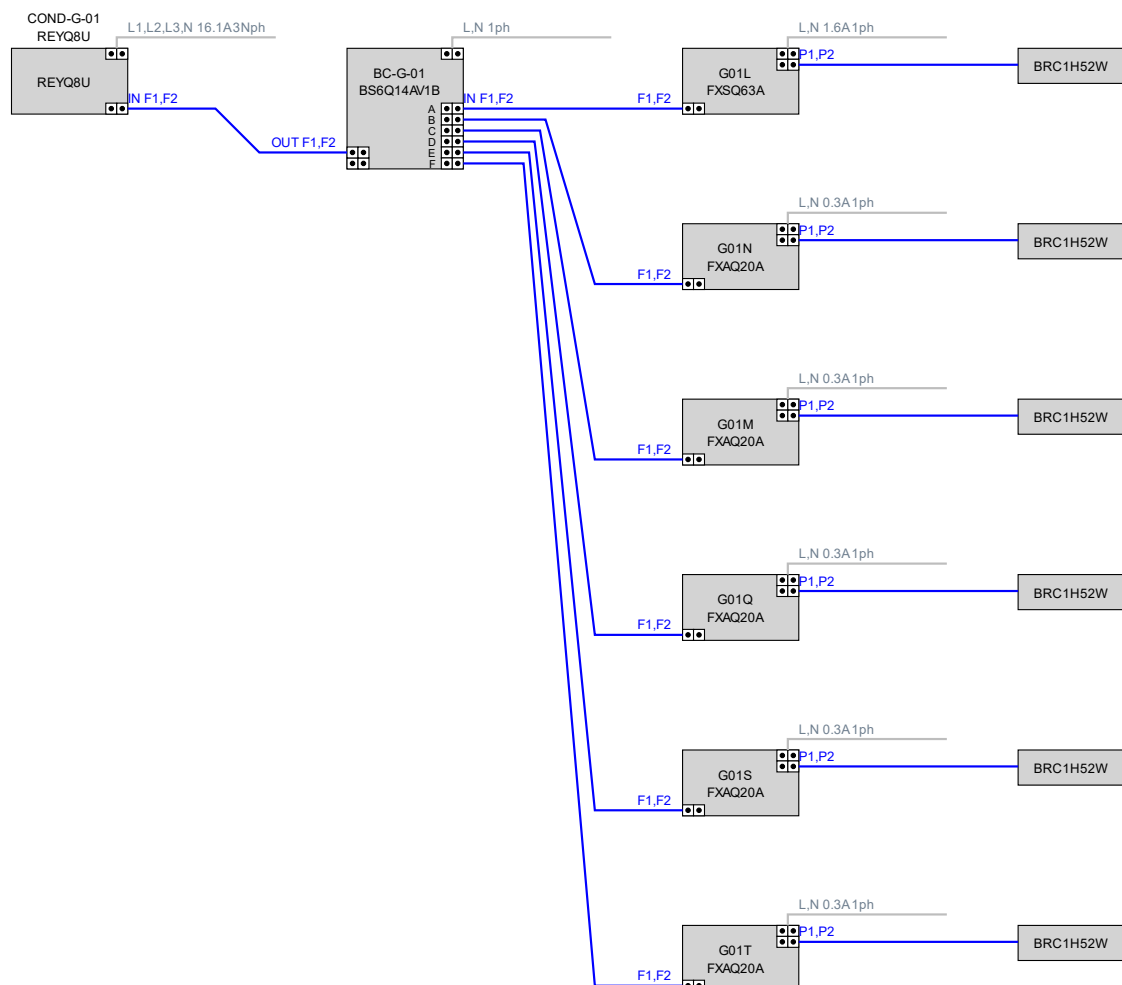 COND-G-01
REYQ8U
L1,L2,L3,N 16.1A3Nph
REYQ8U
IN F1,F2
OUT F1,F2
L,N 1ph
BC-G-01
BS6Q14AV1B
A
B
C
D
E
F
IN F1,F2
F1,F2
L,N 1.6A1ph
G01L
FXSQ63A
P1,P2
BRC1H52W
L,N 0.3A1ph
G01N
FXAQ20A
P1,P2
BRC1H52W
F1,F2
L,N 0.3A1ph
G01M
FXAQ20A
P1,P2
BRC1H52W
F1,F2
L,N 0.3A1ph
G01Q
FXAQ20A
P1,P2
BRC1H52W
F1,F2
L,N 0.3A1ph
G01S
FXAQ20A
P1,P2
BRC1H52W
F1,F2
L,N 0.3A1ph
G01T
FXAQ20A
P1,P2
BRC1H52W
F1,F2